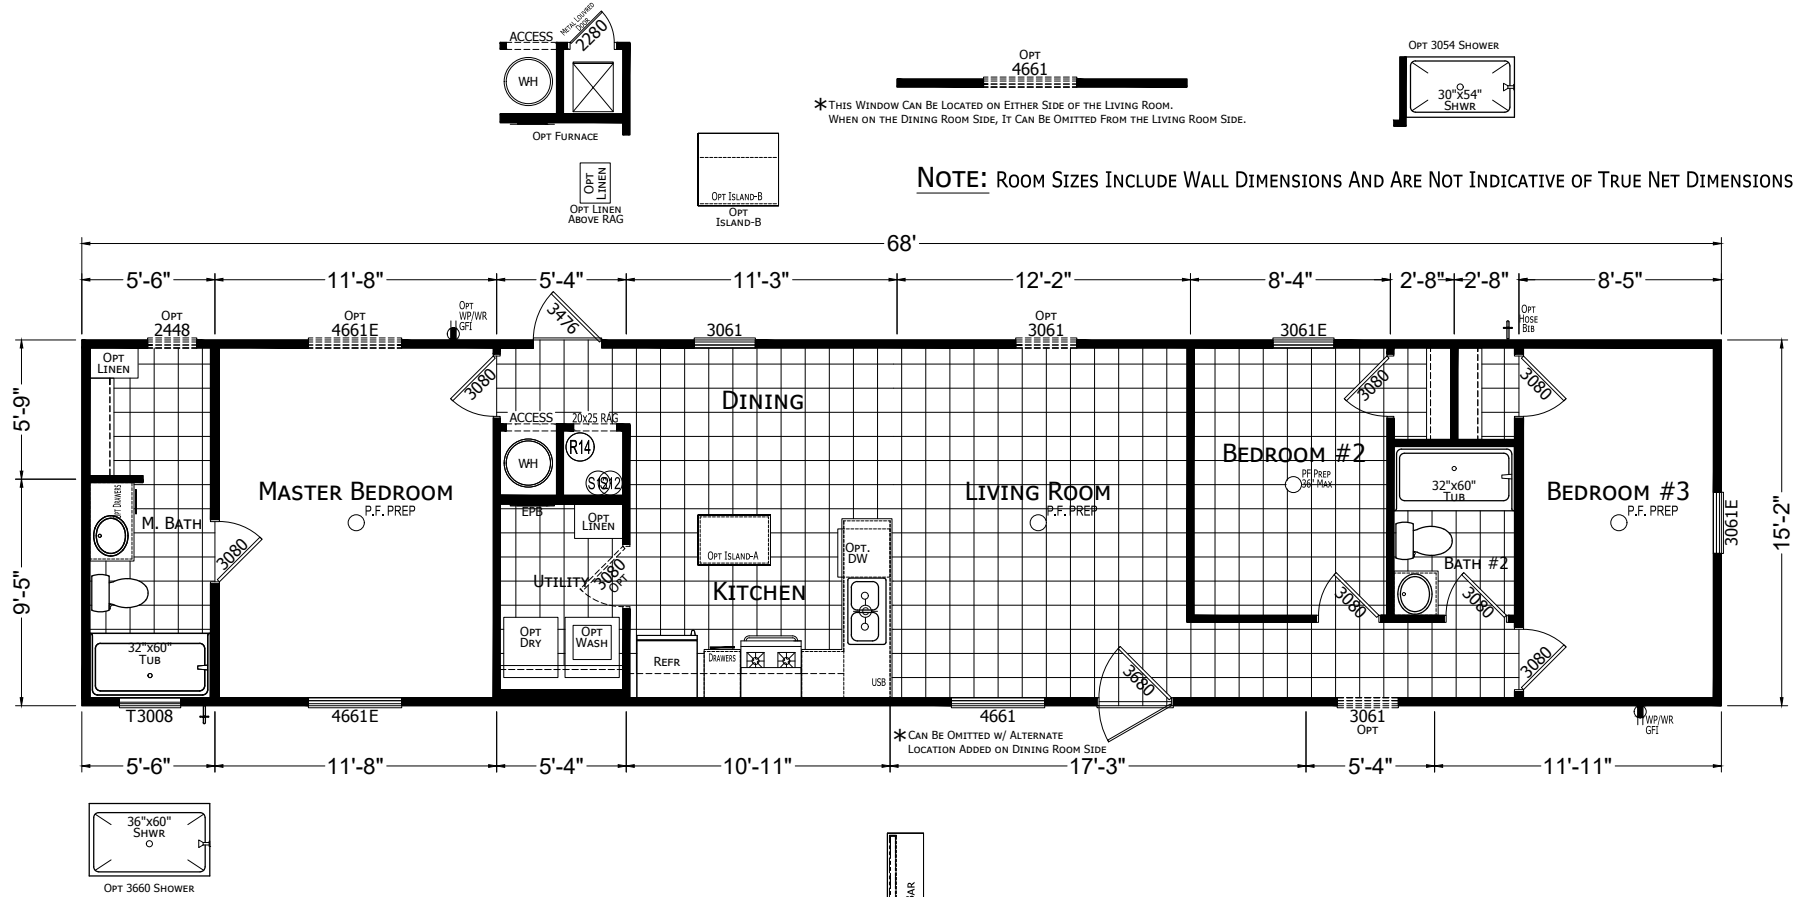 METAL LOUVRED
DOOR
ACCESS
2280
WH
OPT FURNACE
OPT
4661
*THIS WINDOW CAN BE LOCATED ON EITHER SIDE OF THE LIVING ROOM.
WHEN ON THE DINING ROOM SIDE, IT CAN BE OMITTED FROM THE LIVING ROOM SIDE.
OPT 3054 SHOWER
30"x54"
SHWR
OPT
LINEN
OPT LINEN
ABOVE RAG
OPT ISLAND-B
OPT
ISLAND-B
NOTE: ROOM SIZES INCLUDE WALL DIMENSIONS AND ARE NOT INDICATIVE OF TRUE NET DIMENSIONS
68'
5'-6" 11'-8" 5'-4" 11'-3" 12'-2" 8'-4" 2'-8" 2'-8" 8'-5"
OPT
2448
OPT
4661E
OPT
WP/WR
GFI
3476
3061
OPT
3061
3061E
OPT
HOSE
BIB
5'-9"
9'-5"
15'-2"
OPT
LINEN
3080
ACCESS
20x25 RAG
R14
WH
S12
S12
DINING
3080
3080
BEDROOM #2
PF PREP
36" MAX
MASTER BEDROOM
P.F. PREP
LIVING ROOM
P.F. PREP
32"x60"
TUB
BEDROOM #3
P.F. PREP
3061E
OPT DRAWERS
M. BATH
3080
EPB
OPT
LINEN
UTILITY
3080
OPT
OPT ISLAND-A
KITCHEN
OPT.
DW
BATH #2
3080
3080
3080
OPT
DRY
OPT
WASH
REFR
DRAWERS
USB
3680
32"x60"
TUB
T3008
4661E
4661
3061
OPT
WP/WR
GFI
*CAN BE OMITTED W/ ALTERNATE
LOCATION ADDED ON DINING ROOM SIDE
5'-6" 11'-8" 5'-4" 10'-11" 17'-3" 5'-4" 11'-11"
36"x60"
SHWR
OPT 3660 SHOWER